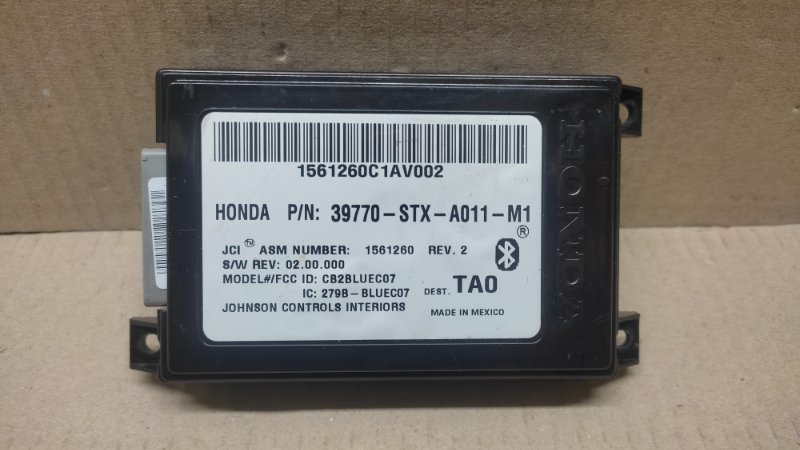 1561260C1AV002
HONDA P/N: 39770-STX-A011-M1
®
JCI™ ASM NUMBER: 1561260 REV. 2
S/W REV: 02.00.000
MODEL#/FCC ID: CB2BLUEC07
IC: 279B-BLUEC07
DEST. TA0
JOHNSON CONTROLS INTERIORS
MADE IN MEXICO
HONDA